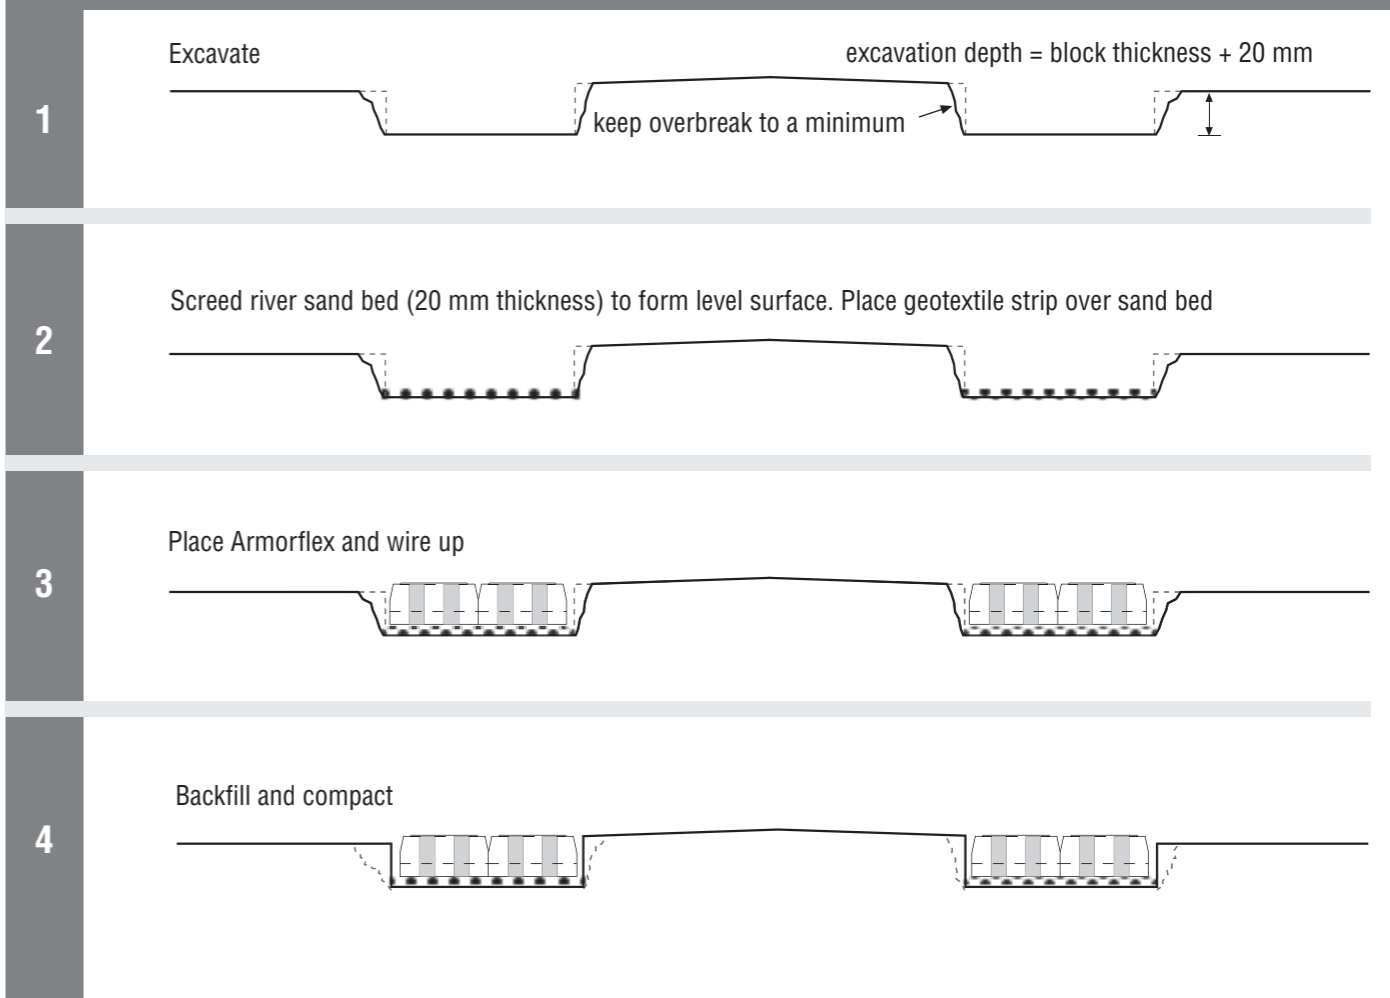 1
Excavate
excavation depth = block thickness + 20 mm
keep overbreak to a minimum
2
Screed river sand bed (20 mm thickness) to form level surface. Place geotextile strip over sand bed
3
Place Armorflex and wire up
4
Backfill and compact